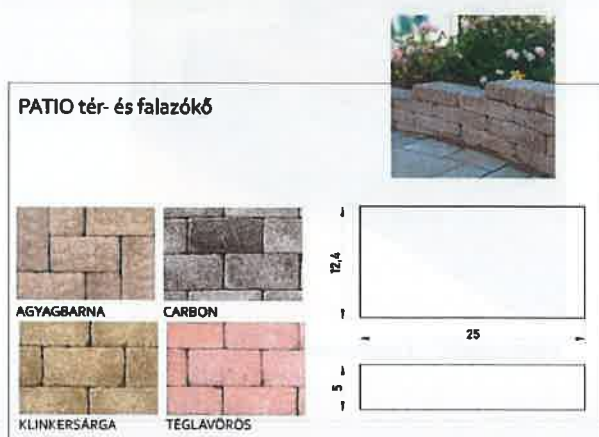 PATIO tér- és falazókő
AGYAGBARNA
CARBON
KLINKERSÁRGA
TÉGLAVÖRÖS
12,4
25
5